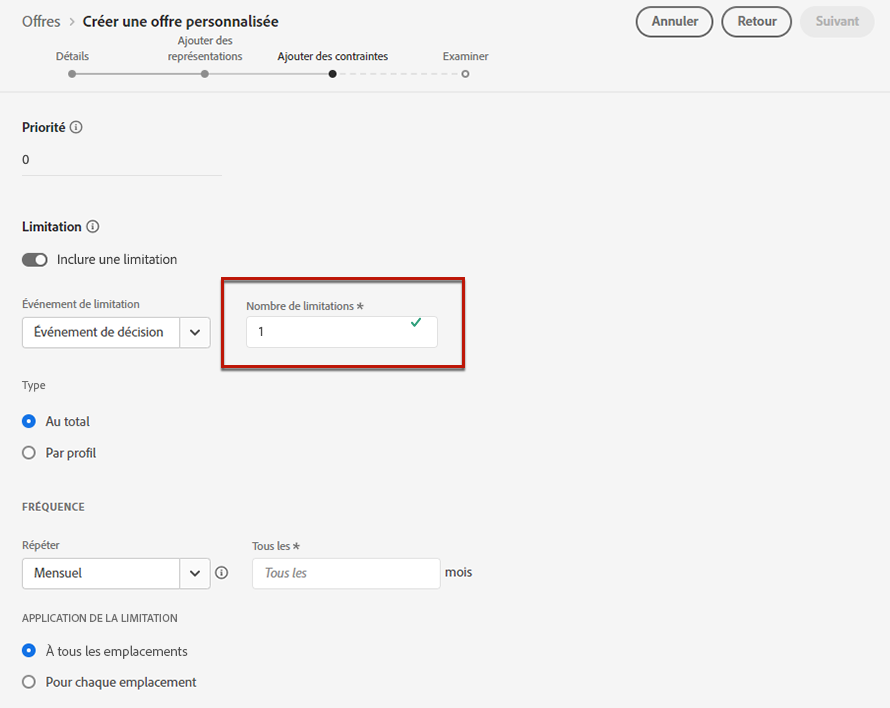 Offres > Créer une offre personnalisée
Annuler
Retour
Suivant
Détails
Ajouter des
représentations
Ajouter des contraintes
Examiner
Priorité
0
Limitation
Inclure une limitation
Événement de limitation
Nombre de limitations *
Événement de décision
1
Type
Au total
Par profil
FRÉQUENCE
Répéter
Tous les *
Mensuel
Tous les
mois
APPLICATION DE LA LIMITATION
À tous les emplacements
Pour chaque emplacement